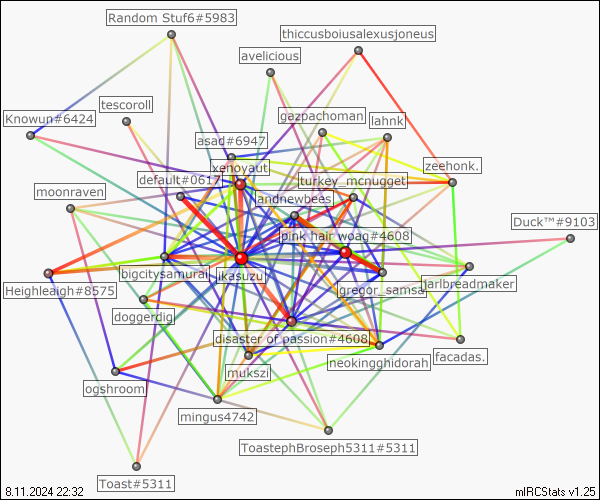 Random Stuf6#5983
thiccusboiusalexusjoneus
avelicious
tescoroll
gazpachoman
Knowun#6424
lahnk
asad#6947
xenoyaut
zeehonk.
default#0617
turkey_mcnugget
moonraven
andnewbees
Duck™#9103
pink hair woag#4608
bigcitysamurai
jikasuzu
jarlbreadmaker
Heighleaigh#8575
gregor_samsa
doggerdig
disaster of passion#4608
facadas.
neokingghidorah
mukszi
ogshroom
mingus4742
ToastephBroseph5311#5311
Toast#5311
8.11.2024 22:32
mIRCStats v1.25